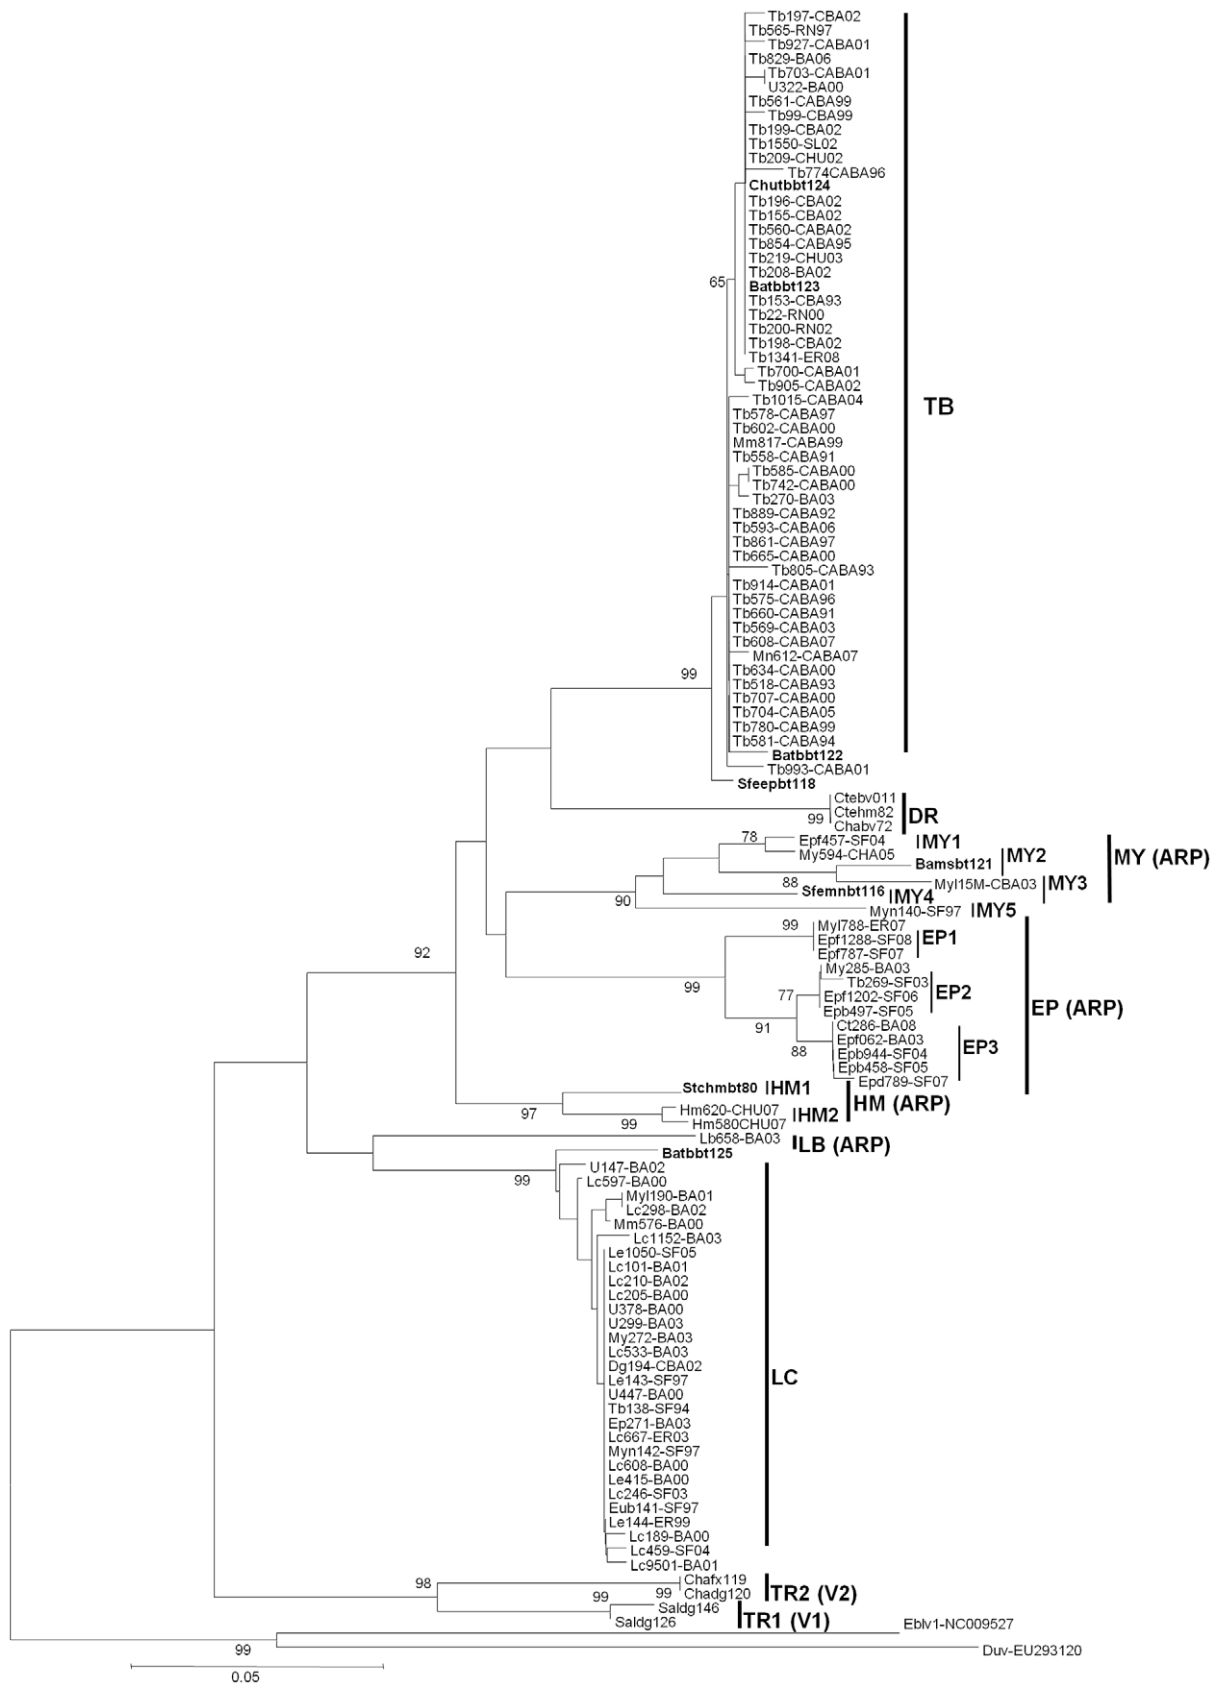 Tb197-CBA02
Tb565-RN97
Tb927-CABA01
Tb829-BA06
Tb703-CABA01
U322-BA00
Tb561-CABA99
Tb99-CBA99
Tb199-CBA02
Tb1550-SL02
Tb209-CHU02
Tb774CABA96
Chutbbt124
Tb196-CBA02
Tb155-CBA02
Tb560-CABA02
Tb854-CABA95
Tb219-CHU03
Tb208-BA02
65
Batbbt123
Tb153-CBA93
Tb22-RN00
Tb200-RN02
Tb198-CBA02
Tb1341-ER08
Tb700-CABA01
Tb905-CABA02
Tb1015-CABA04
TB
Tb578-CABA97
Tb602-CABA00
Mm817-CABA99
Tb558-CABA91
Tb585-CABA00
Tb742-CABA00
Tb270-BA03
Tb889-CABA92
Tb593-CABA06
Tb861-CABA97
Tb665-CABA00
Tb805-CABA93
Tb914-CABA01
Tb575-CABA96
Tb660-CABA91
Tb569-CABA03
Tb608-CABA07
Mn612-CABA07
99
Tb634-CABA00
Tb518-CABA93
Tb707-CABA00
Tb704-CABA05
Tb780-CABA99
Tb581-CABA94
Batbbt122
Tb993-CABA01
Sfeepbt118
Ctebv011
Ctehm82
99
DR
Chabv72
78
Epf457-SF04
MY1
My594-CHA05
Bamsbt121
MY2
MY (ARP)
88
Myl15M-CBA03
MY3
Sfemnbt116
MY4
90
Myn140-SF97
MY5
99
Myl788-ER07
Epf1288-SF08
EP1
Epf787-SF07
92
My285-BA03
99
Tb269-SF03
77
Epf1202-SF06
EP2
Epb497-SF05
EP (ARP)
91
Ct286-BA08
Epf062-BA03
88
Epb944-SF04
EP3
Epb458-SF05
Epd789-SF07
Stchmbt80
HM1
HM (ARP)
97
Hm620-CHU07
HM2
99
Hm580CHU07
Lb658-BA03
LB (ARP)
Batbbt125
99
U147-BA02
Lc597-BA00
Myl190-BA01
Lc298-BA02
Mm576-BA00
Lc1152-BA03
Le1050-SF05
Lc101-BA01
Lc210-BA02
Lc205-BA00
U378-BA00
U299-BA03
My272-BA03
Lc533-BA03
Dg194-CBA02
LC
Le143-SF97
U447-BA00
Tb138-SF94
Ep271-BA03
Lc667-ER03
Myn142-SF97
Lc608-BA00
Le415-BA00
Lc246-SF03
Eub141-SF97
Le144-ER99
Lc189-BA00
Lc459-SF04
Lc9501-BA01
98
Chafx119
99
Chadg120
TR2 (V2)
99
Saldg146
Saldg126
TR1 (V1)
Eblv1-NC009527
99
Duv-EU293120
0.05